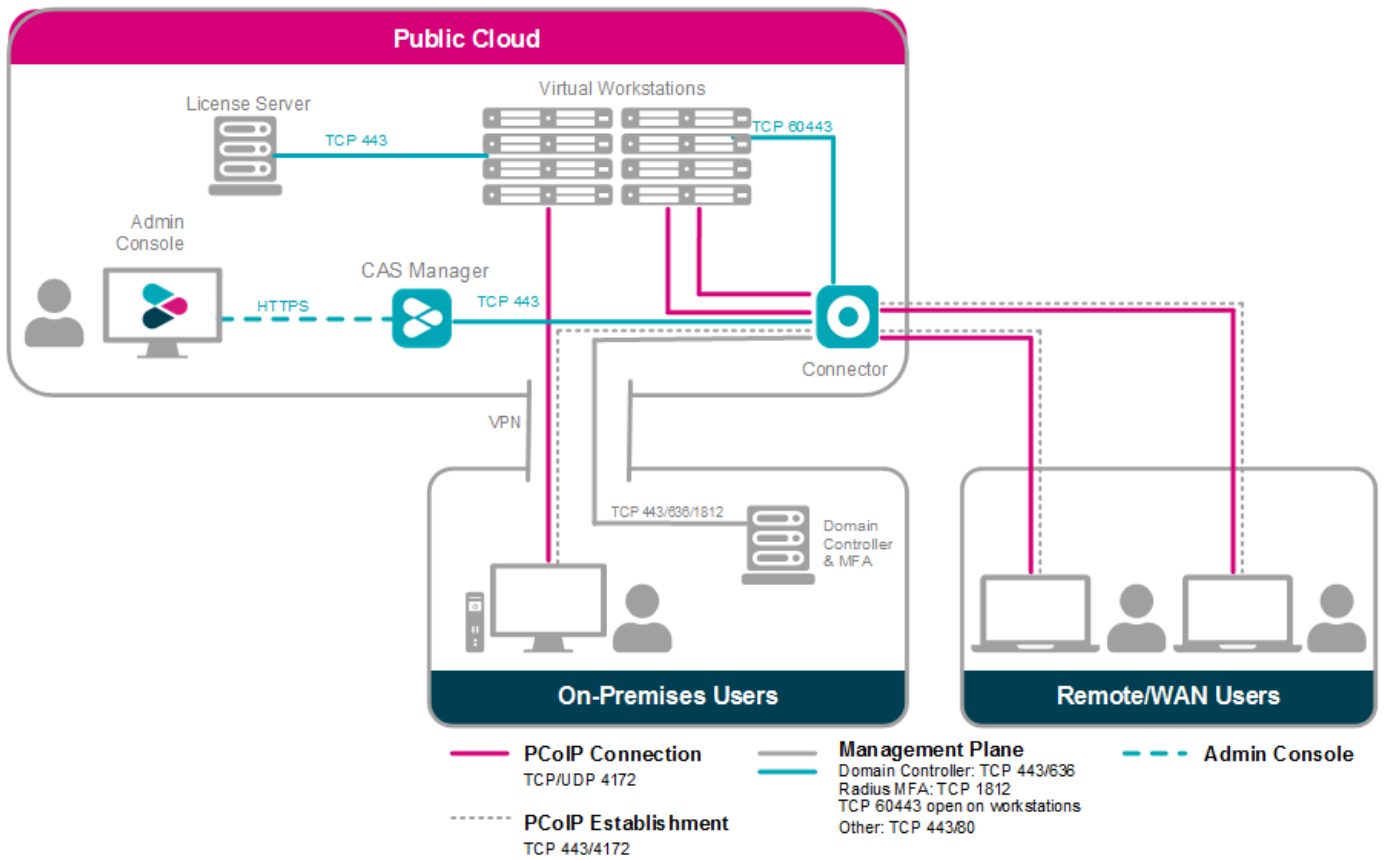 Public Cloud
Virtual Workstations
License Server
TCP 443
TCP 60443
Admin
Console
CAS Manager
HTTPS
TCP 443
Connector
VPN
TCP 443/636/1812
Domain
Controller
& MFA
On-Premises Users
Remote/WAN Users
PCoIP Connection
TCP/UDP 4172
PCoIP Establishment
TCP 443/4172
Management Plane
Domain Controller: TCP 443/636
Radius MFA: TCP 1812
TCP 60443 open on workstations
Other: TCP 443/80
Admin Console